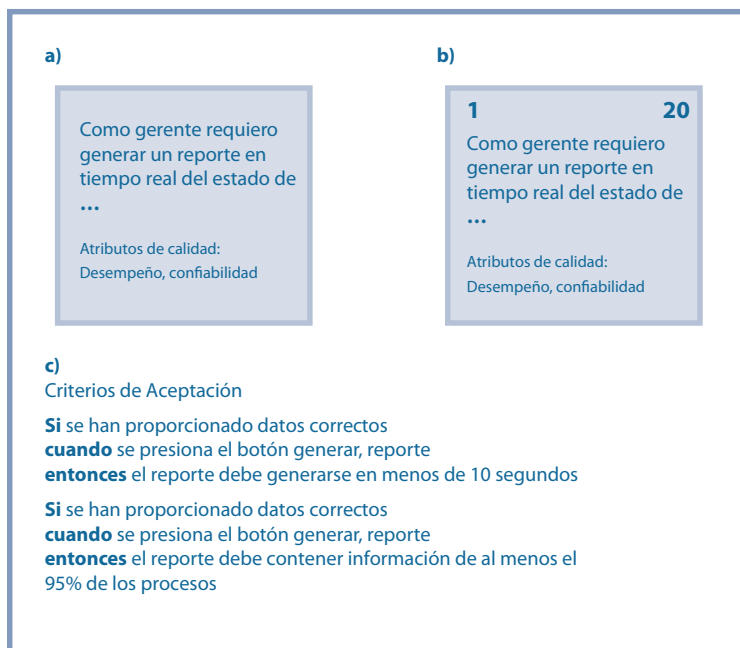 a)
Como gerente requiero
generar un reporte en
tiempo real del estado de
...
Atributos de calidad:
Desempeño, confiabilidad
b)
1 20
Como gerente requiero
generar un reporte en
tiempo real del estado de
...
Atributos de calidad:
Desempeño, confiabilidad
c)
Criterios de Aceptación
Si se han proporcionado datos correctos
cuando se presiona el botón generar, reporte
entonces el reporte debe generarse en menos de 10 segundos
Si se han proporcionado datos correctos
cuando se presiona el botón generar, reporte
entonces el reporte debe contener información de al menos el
95% de los procesos